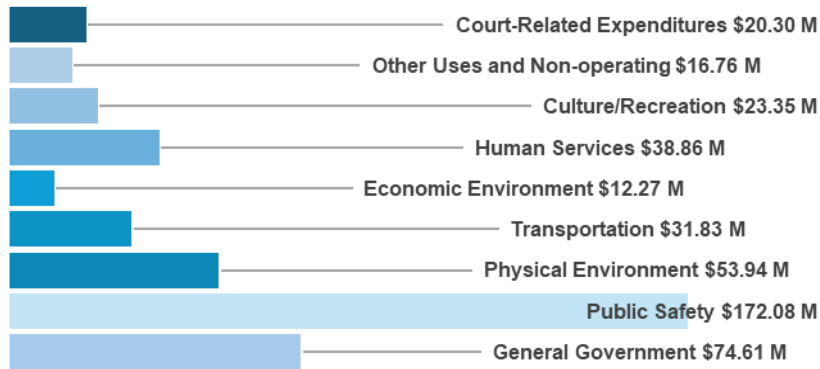 Court-Related Expenditures $20.30 M
Other Uses and Non-operating $16.76 M
Culture/Recreation $23.35 M
Human Services $38.86 M
Economic Environment $12.27 M
Transportation $31.83 M
Physical Environment $53.94 M
Public Safety $172.08 M
General Government $74.61 M